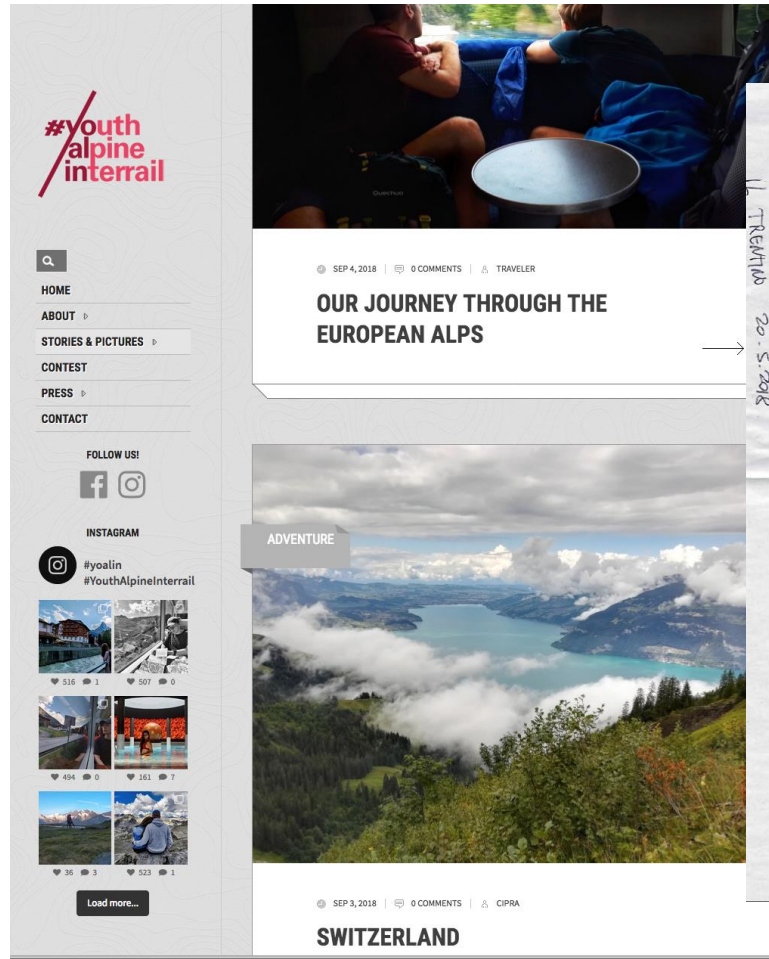 #youth
alpine
interrail
HOME
ABOUT
STORIES & PICTURES
CONTEST
PRESS
CONTACT
FOLLOW US!
INSTAGRAM
#yoalin
#YouthAlpineInterrail
516 1
507 0
494 0
161 7
36 3
523 1
Load more...
Quechua
SEP 4, 2018 0 COMMENTS TRAVELER
OUR JOURNEY THROUGH THE
EUROPEAN ALPS
ADVENTURE
SEP 3, 2018 0 COMMENTS CIPRA
SWITZERLAND
TRENTINO 20.5.2018